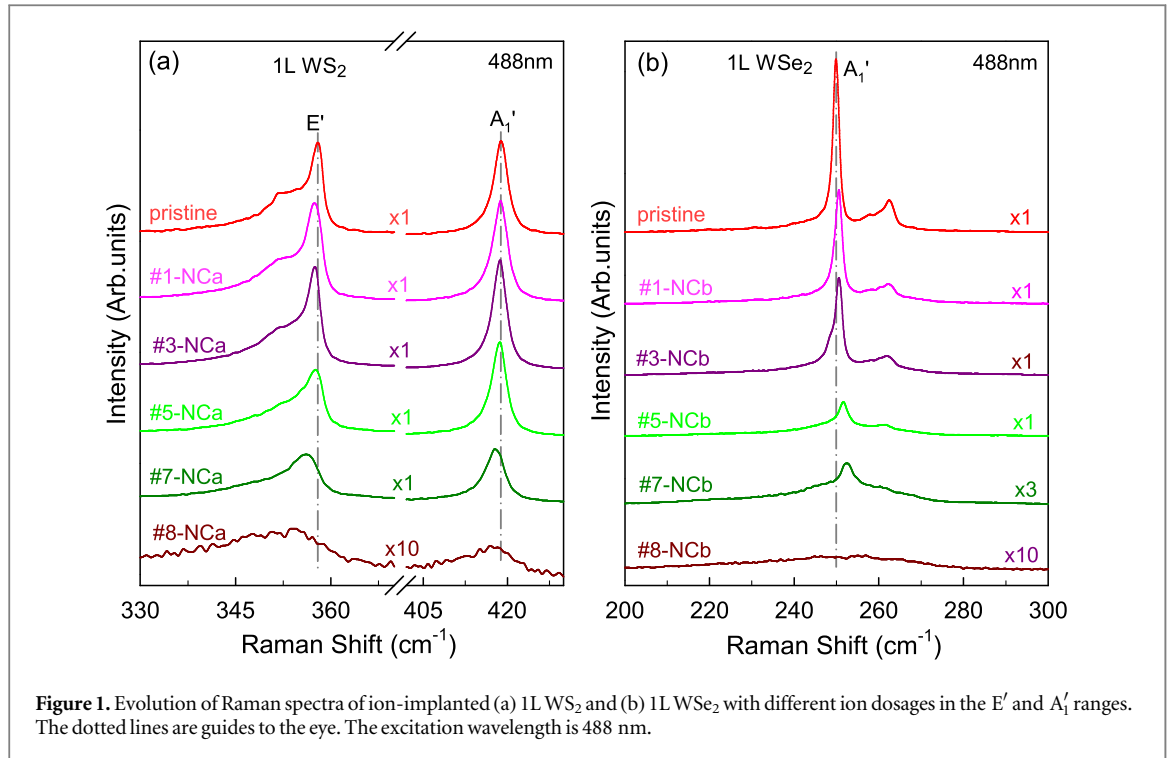 (a)
1L WS₂
488nm
E'
A₁'
pristine
x1
#1-NCa
x1
#3-NCa
x1
#5-NCa
x1
#7-NCa
x1
#8-NCa
x10
Intensity (Arb.units)
330 345 360 405 420
Raman Shift (cm⁻¹)
(b)
1L WSe₂
488nm
A₁'
pristine
x1
#1-NCb
x1
#3-NCb
x1
#5-NCb
x1
#7-NCb
x3
#8-NCb
x10
Intensity (Arb.units)
200 220 240 260 280 300
Raman Shift (cm⁻¹)
Figure 1. Evolution of Raman spectra of ion-implanted (a) 1L WS₂ and (b) 1L WSe₂ with different ion dosages in the E′ and A₁′ ranges.
The dotted lines are guides to the eye. The excitation wavelength is 488 nm.